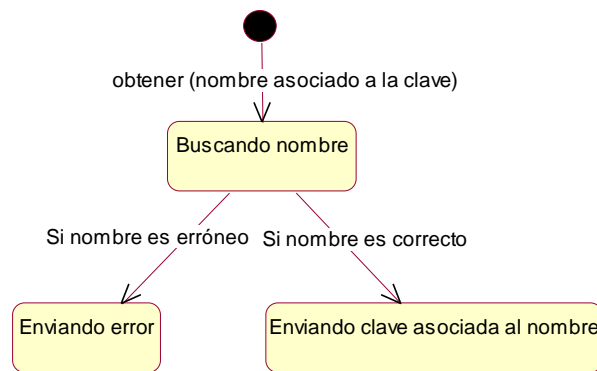 obtener (nombre asociado a la clave)
Buscando nombre
Si nombre es erróneo
Si nombre es correcto
Enviando error
Enviando clave asociada al nombre